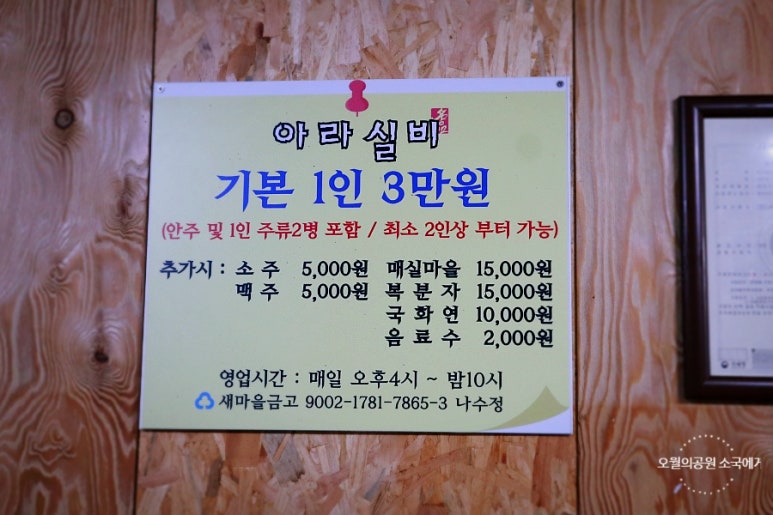 아라실비
기본 1인 3만원
(안주 및 1인 주류2병 포함 / 최소 2인상 부터 가능)
추가시 : 소주 5,000원 매실마을 15,000원
맥주 5,000원 복분자 15,000원
국화연 10,000원
음료수 2,000원
영업시간 : 매일 오후4시 ~ 밤10시
새마을금고 9002-1781-7865-3 나수정
오월의공원 소국에게